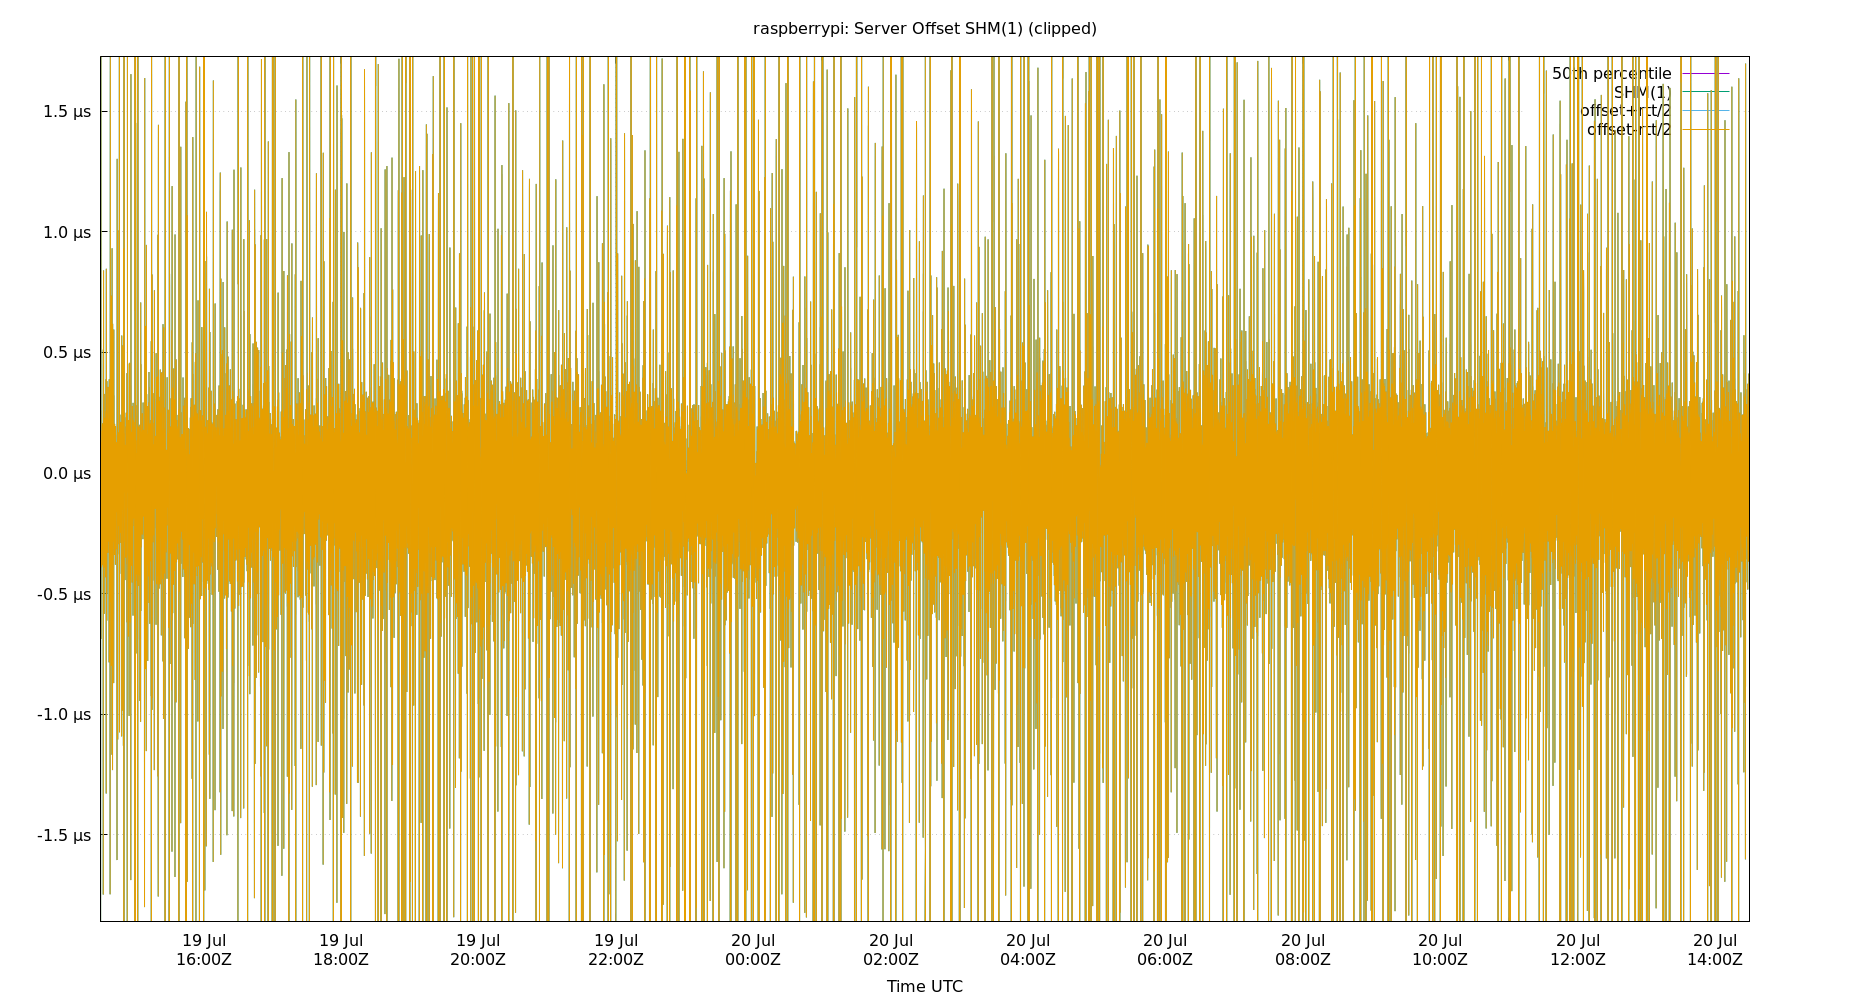 raspberrypi: Server Offset SHM(1) (clipped)
50th percentile
SHM(1)
offset+rtt/2
offset-rtt/2
1.5 µs
1.0 µs
0.5 µs
0.0 µs
-0.5 µs
-1.0 µs
-1.5 µs
19 Jul 19 Jul 19 Jul 19 Jul 20 Jul 20 Jul 20 Jul 20 Jul 20 Jul 20 Jul 20 Jul 20 Jul
16:00Z 18:00Z 20:00Z 22:00Z 00:00Z 02:00Z 04:00Z 06:00Z 08:00Z 10:00Z 12:00Z 14:00Z
Time UTC